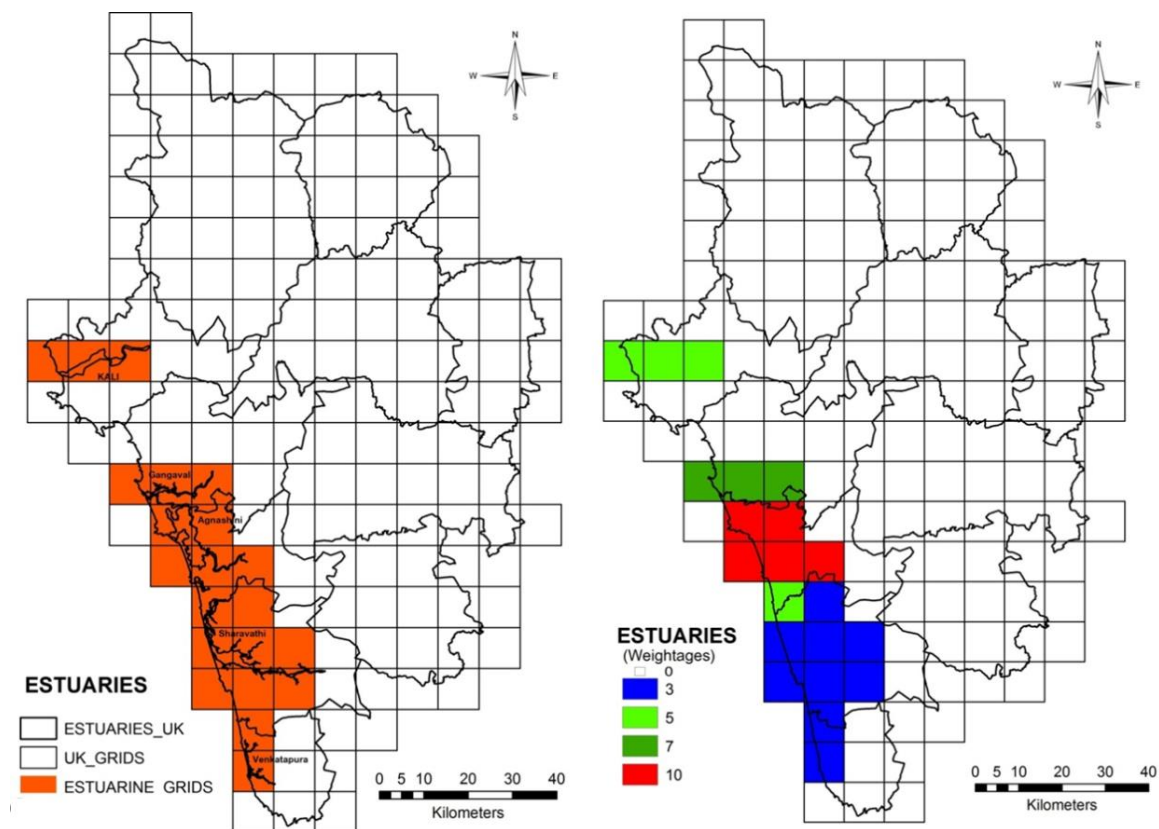 N
W E
S
KALI
Gangavali
Agnashini
Sharavathi
Venkatapura
ESTUARIES
ESTUARIES_UK
UK_GRIDS
ESTUARINE GRIDS
0 5 10 20 30 40
Kilometers
N
W E
S
ESTUARIES
(Weightages)
0
3
5
7
10
0 5 10 20 30 40
Kilometers